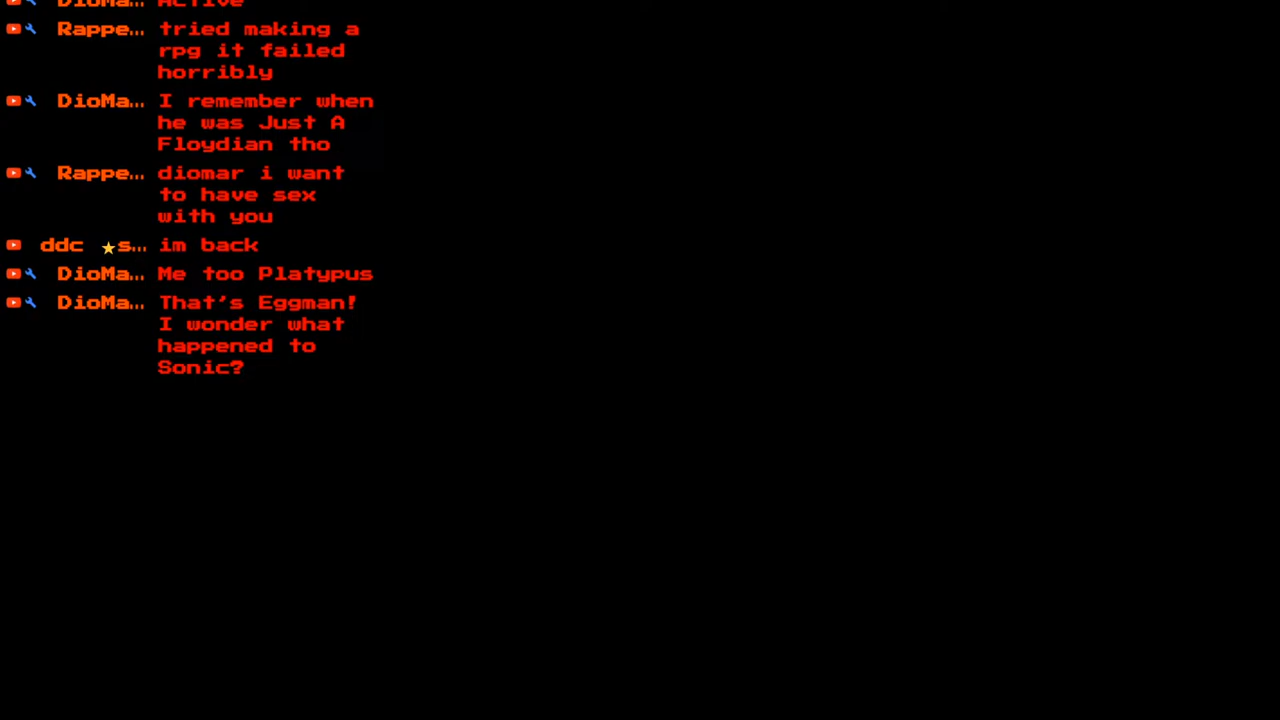 DioMa... Active
Rappe... tried making a
rpg it failed
horribly
DioMa... I remember when
he was Just A
Floydian tho
Rappe... diomar i want
to have sex
with you
ddc ★s... im back
DioMa... Me too Platypus
DioMa... That's Eggman!
I wonder what
happened to
Sonic?